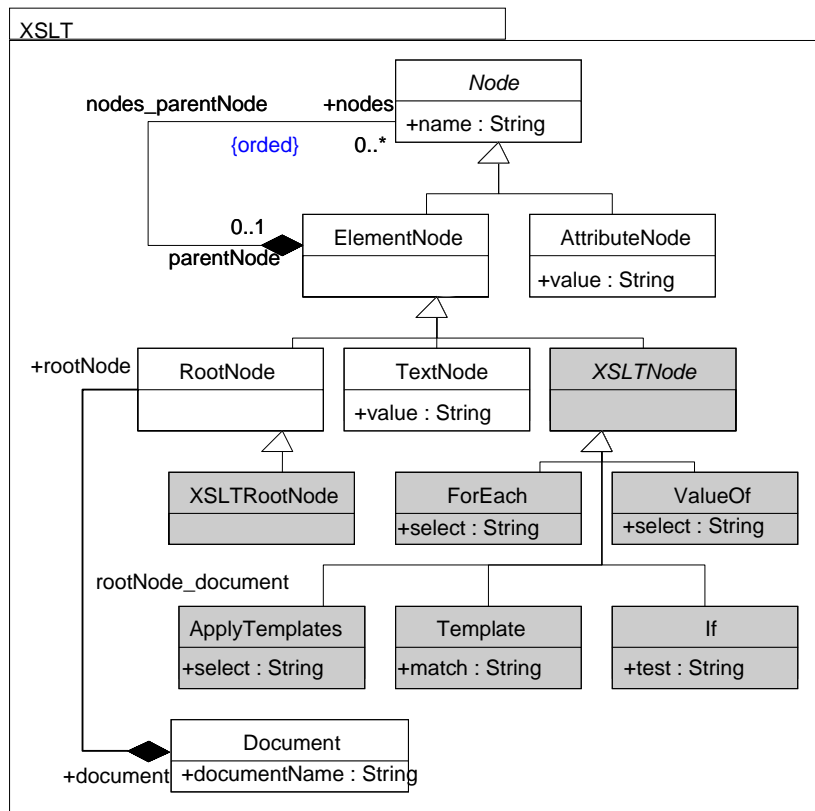 XSLT
Node
nodes_parentNode
+nodes
+name : String
{orded}
0..*
0..1
parentNode
ElementNode
AttributeNode
+value : String
+rootNode
RootNode
TextNode
XSLTNode
+value : String
XSLTRootNode
ForEach
ValueOf
+select : String
+select : String
rootNode_document
ApplyTemplates
Template
If
+select : String
+match : String
+test : String
Document
+document
+documentName : String